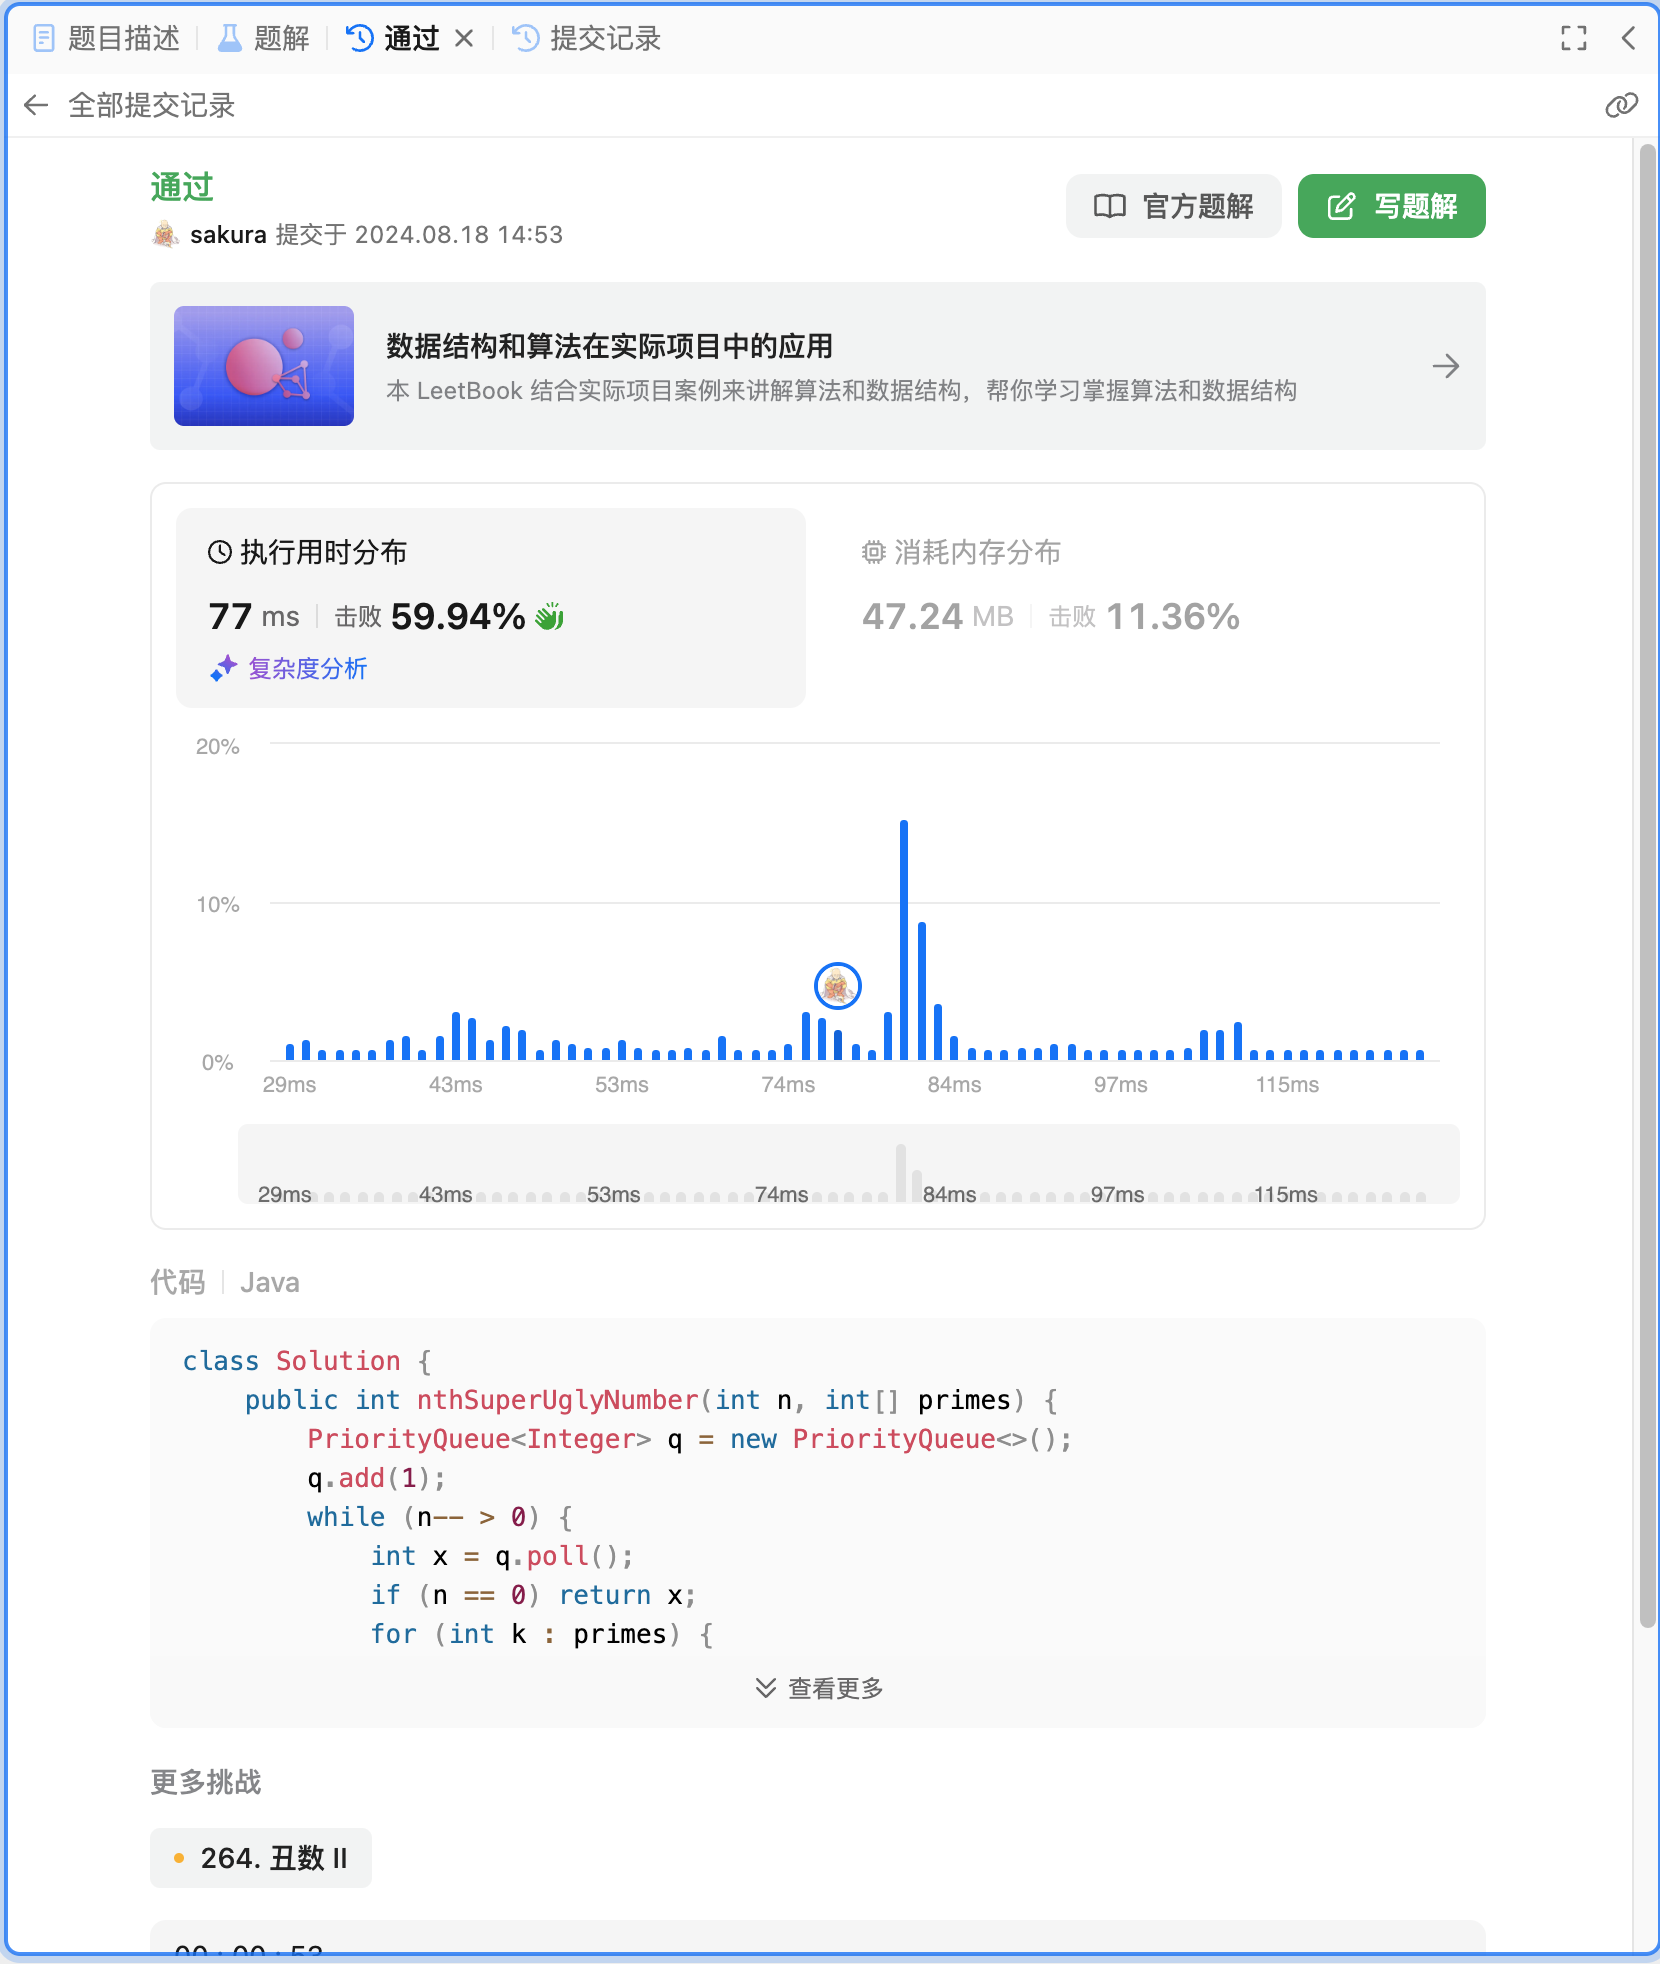 题目描述 题解 通过 提交记录
全部提交记录
通过
官方题解 写题解
sakura 提交于 2024.08.18 14:53
数据结构和算法在实际项目中的应用
本 LeetBook 结合实际项目案例来讲解算法和数据结构，帮你学习掌握算法和数据结构
执行用时分布 消耗内存分布
77 ms 击败 59.94% 47.24 MB 击败 11.36%
复杂度分析
20%
10%
0%
29ms 43ms 53ms 74ms 84ms 97ms 115ms
29ms 43ms 53ms 74ms 84ms 97ms 115ms
代码 Java
class Solution {
    public int nthSuperUglyNumber(int n, int[] primes) {
        PriorityQueue<Integer> q = new PriorityQueue<>();
        q.add(1);
        while (n-- > 0) {
            int x = q.poll();
            if (n == 0) return x;
            for (int k : primes) {
查看更多
更多挑战
264. 丑数 II
00:00:53